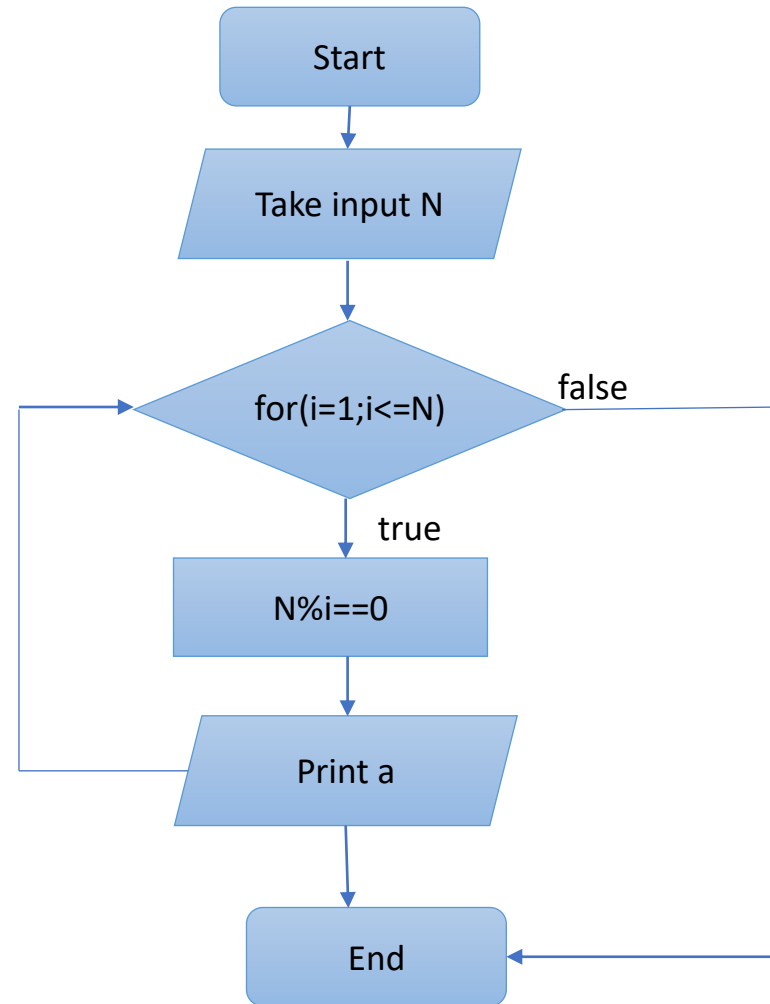 Start
Take input N
for(i=1;i<=N)
false
true
N%i==0
Print a
End